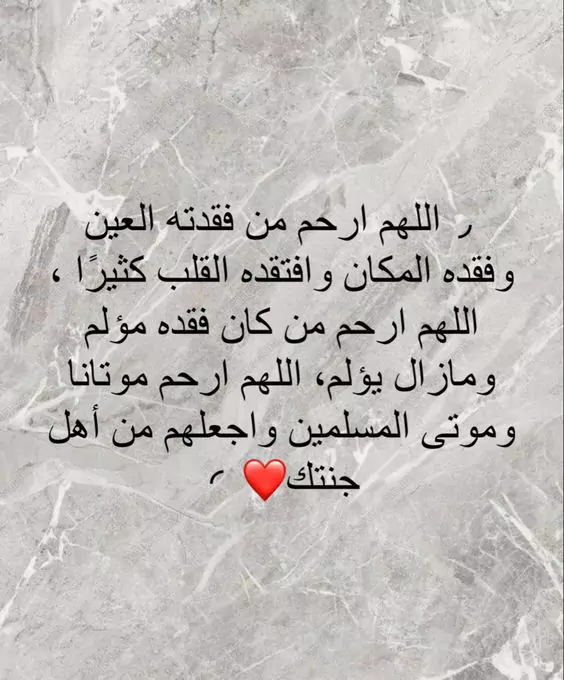 ٫ اللهم ارحم من فقدته العين
وفقده المكان وافتقده القلب كثيرًا ،
اللهم ارحم من كان فقده مؤلم
ومازال يؤلم، اللهم ارحم موتانا
وموتى المسلمين واجعلهم من أهل
جنتك❤️ ٬